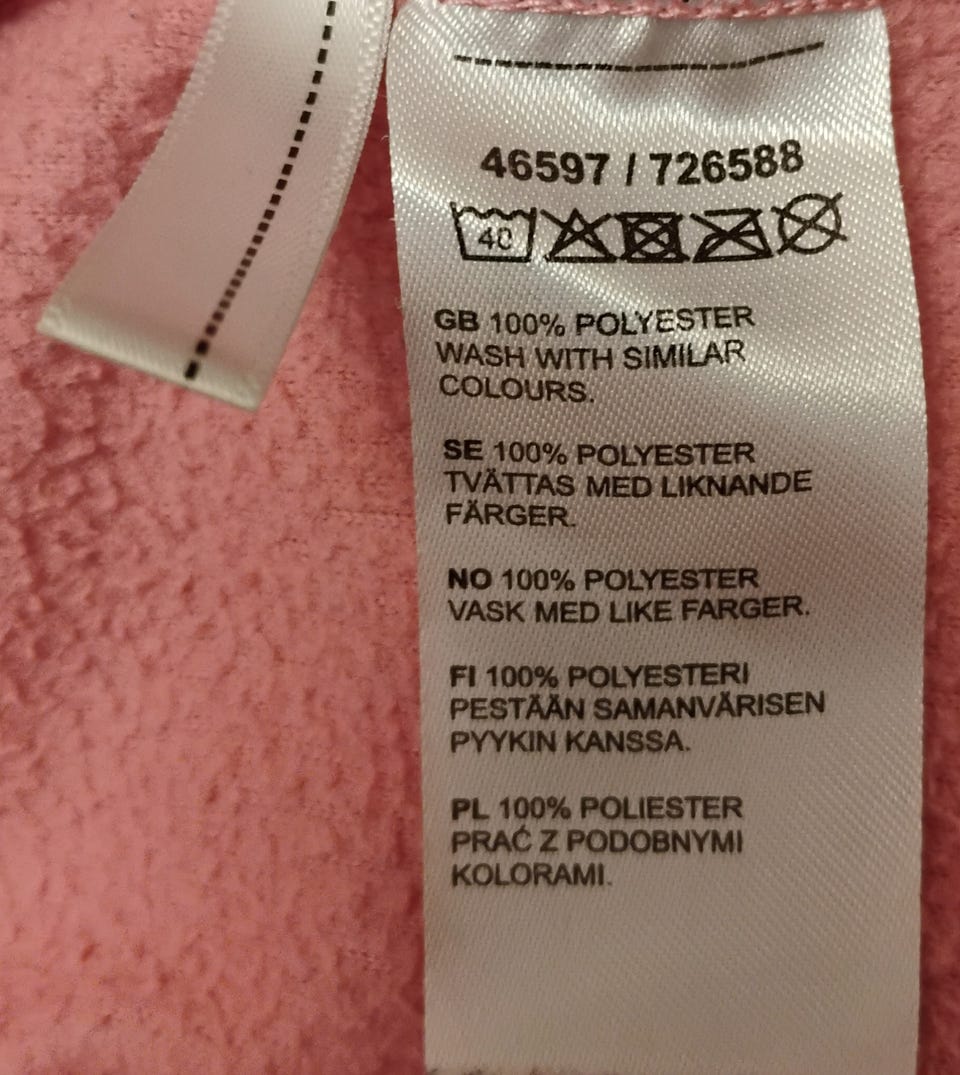 46597 / 726588
40
GB 100% POLYESTER
WASH WITH SIMILAR
COLOURS.
SE 100% POLYESTER
TVÄTTAS MED LIKNANDE
FÄRGER.
NO 100% POLYESTER
VASK MED LIKE FARGER.
FI 100% POLYESTERI
PESTÄÄN SAMANVÄRISEN
PYYKIN KANSSA.
PL 100% POLIESTER
PRAĆ Z PODOBNYMI
KOLORAMI.